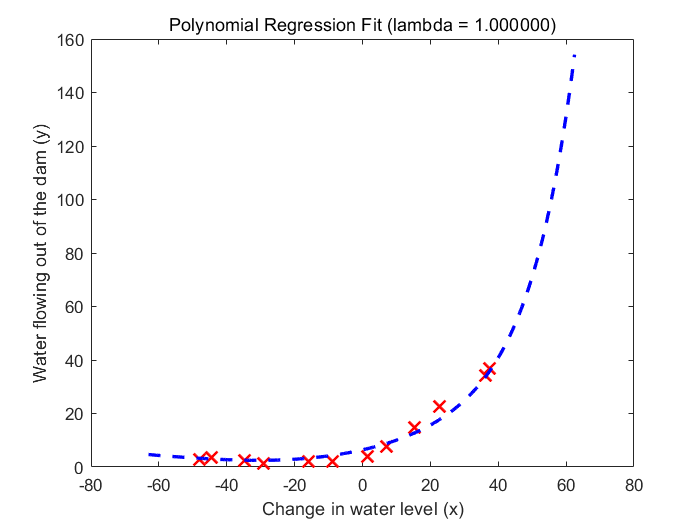 Polynomial Regression Fit (lambda = 1.000000)
160
140
120
100
80
60
40
20
0
Water flowing out of the dam (y)
-80 -60 -40 -20 0 20 40 60 80
Change in water level (x)